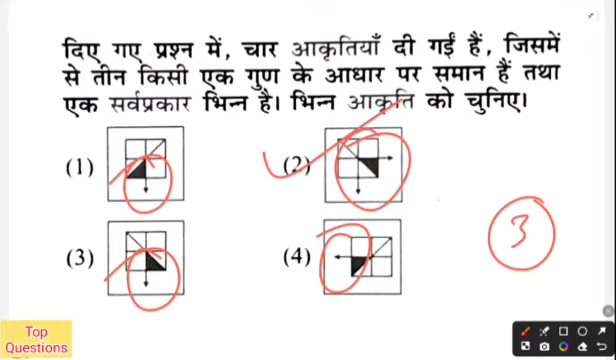 दिए गए प्रश्न में, चार आकृतियाँ दी गईं हैं, जिसमें
से तीन किसी एक गुण के आधार पर समान हैं तथा
एक सर्वप्रकार भिन्न है। भिन्न आकृति को चुनिए।
(1)
(2)
(3)
(4)
3
Top
Questions